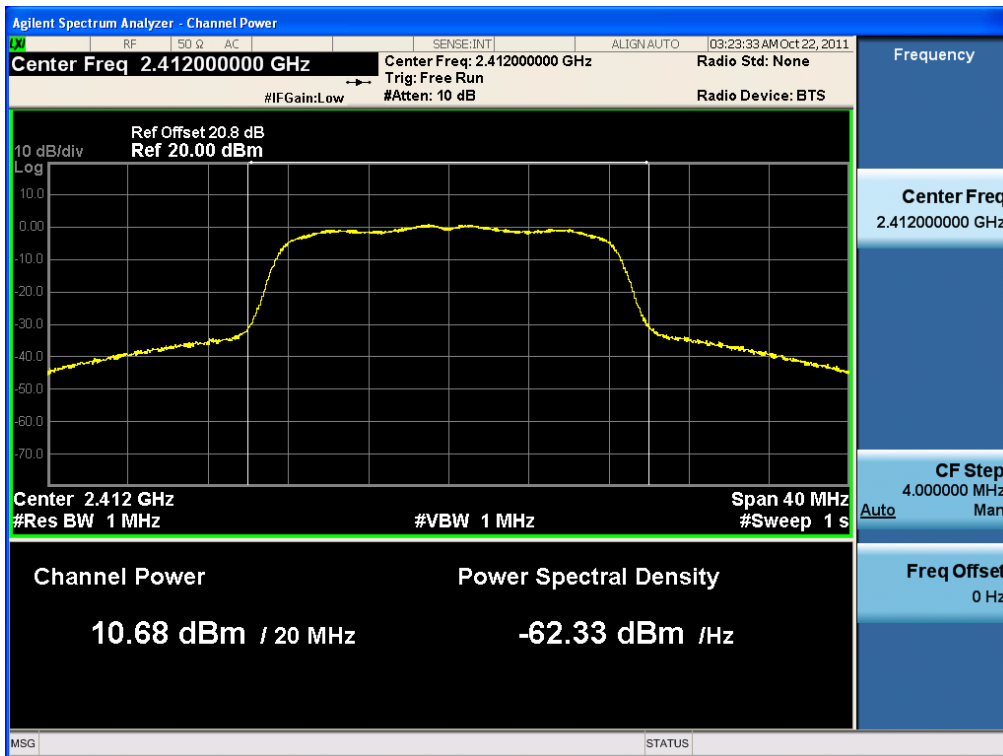 Agilent Spectrum Analyzer - Channel Power
LXI RF 50 Ω AC SENSE:INT ALIGN AUTO 03:23:33 AM Oct 22, 2011
Center Freq 2.412000000 GHz
Center Freq: 2.412000000 GHz
Radio Std: None
Trig: Free Run
#IFGain:Low
#Atten: 10 dB
Radio Device: BTS
Ref Offset 20.8 dB
10 dB/div Ref 20.00 dBm
Log
10.0
0.00
-10.0
-20.0
-30.0
-40.0
-50.0
-60.0
-70.0
Center 2.412 GHz Span 40 MHz
#Res BW 1 MHz #VBW 1 MHz #Sweep 1 s
Channel Power Power Spectral Density
10.68 dBm / 20 MHz -62.33 dBm /Hz
MSG STATUS
Frequency
Center Freq
2.412000000 GHz
CF Step
4.000000 MHz
Auto Man
Freq Offset
0 Hz